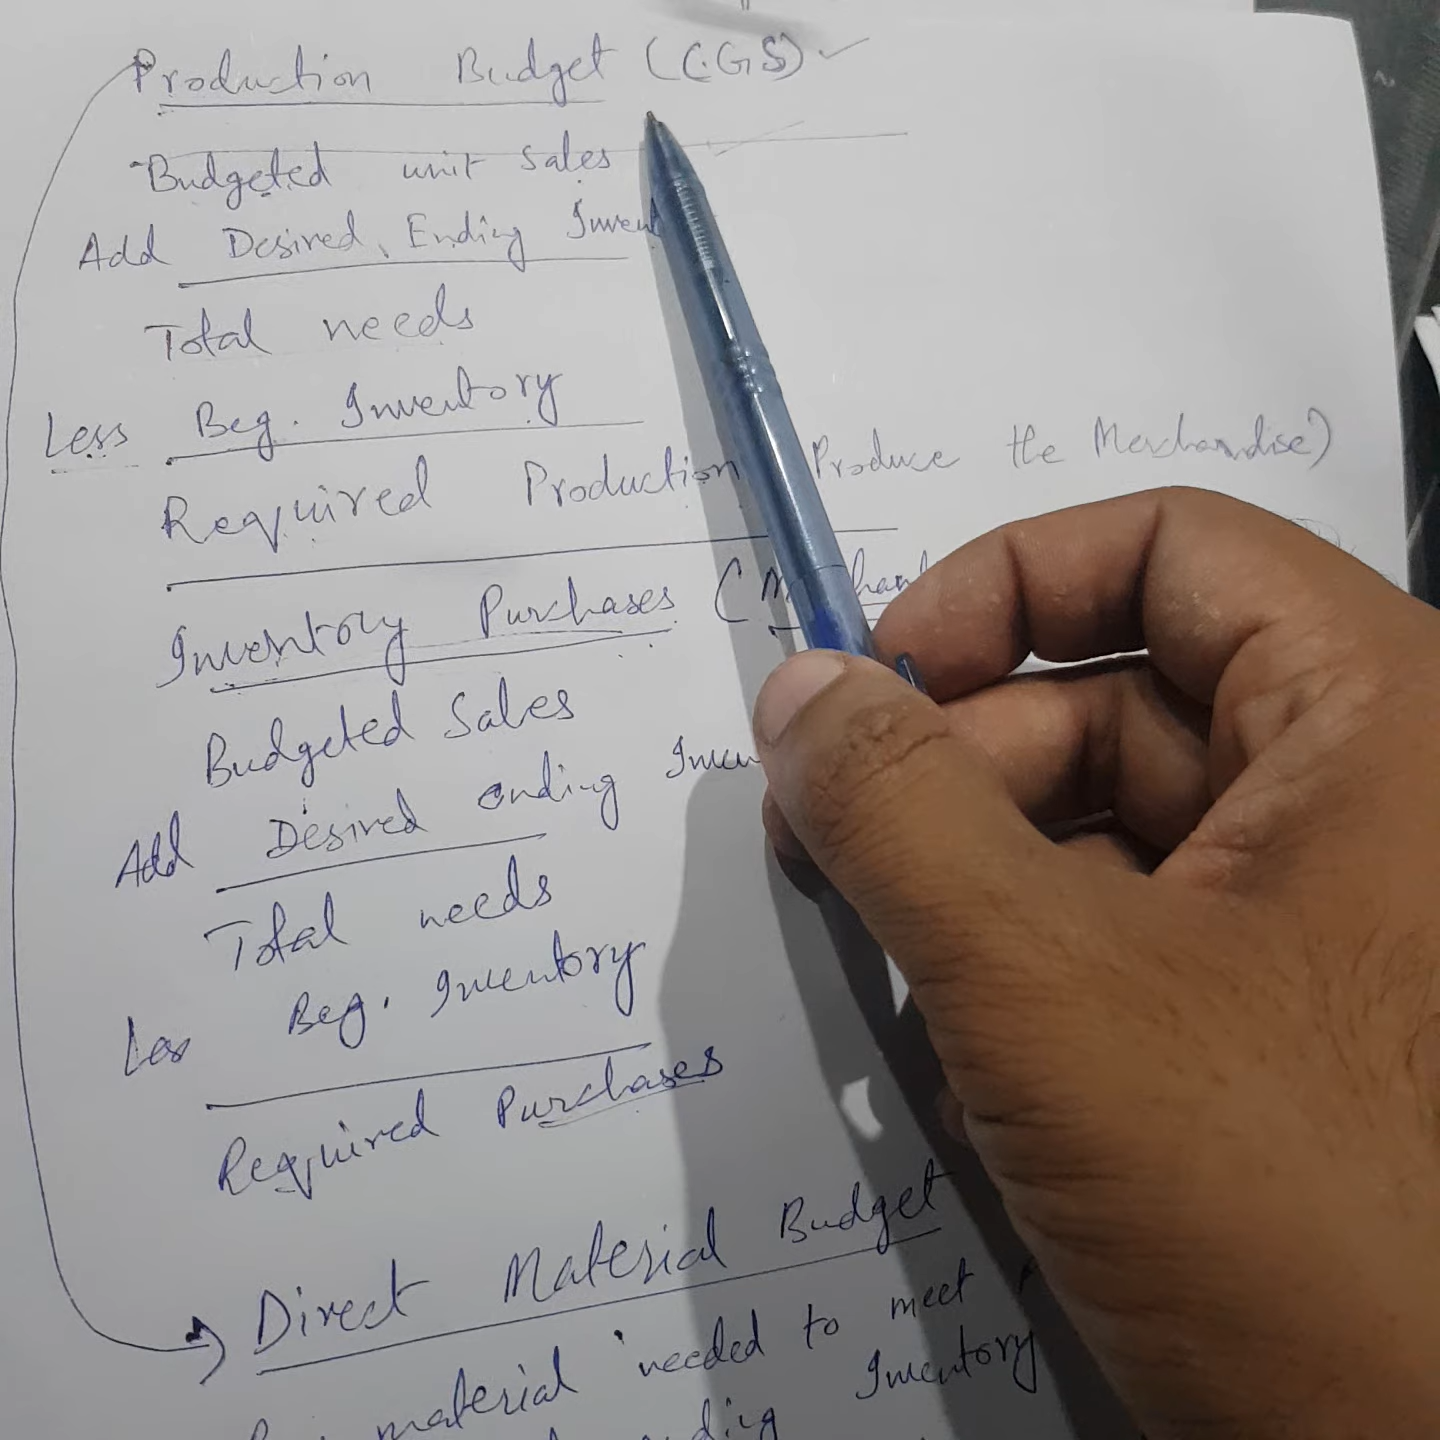 Production Budget (CGS)
Budgeted unit Sales
Add Desired Ending
Total needs
Less Beg. Inventory
Required Production Produce the Merchandise)
Inventory Purchases (
Budgeted Sales
Add Desired ending
Total needs
Less Beg. Inventory
Required Purchases
Direct Material Budget
material needed to meet
Inventory